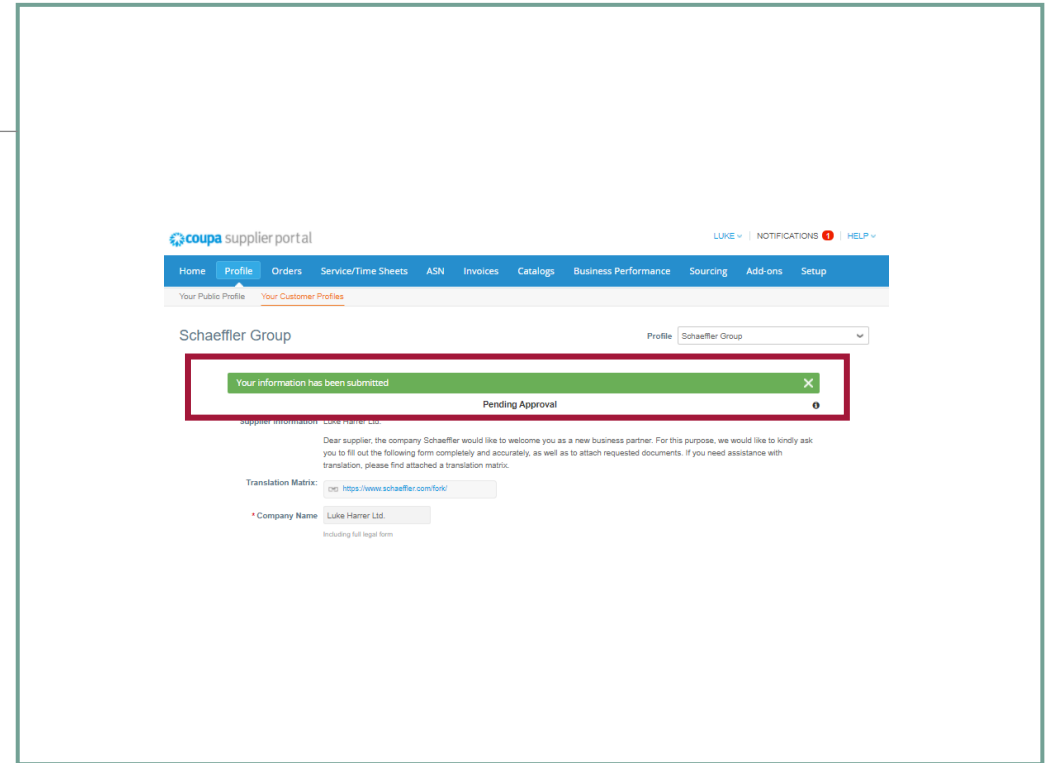 coupa supplier portal
LUKE NOTIFICATIONS 1 HELP
Home Profile Orders Service/Time Sheets ASN Invoices Catalogs Business Performance Sourcing Add-ons Setup
Your Public Profile Your Customer Profiles
Schaeffler Group
Profile Schaeffler Group
Your information has been submitted
Pending Approval
Supplier Information Luke Harrer Ltd.
Dear supplier, the company Schaeffler would like to welcome you as a new business partner. For this purpose, we would like to kindly ask
you to fill out the following form completely and accurately, as well as to attach requested documents. If you need assistance with
translation, please find attached a translation matrix.
Translation Matrix: https://www.schaeffler.com/fork/
* Company Name Luke Harrer Ltd.
Including full legal form